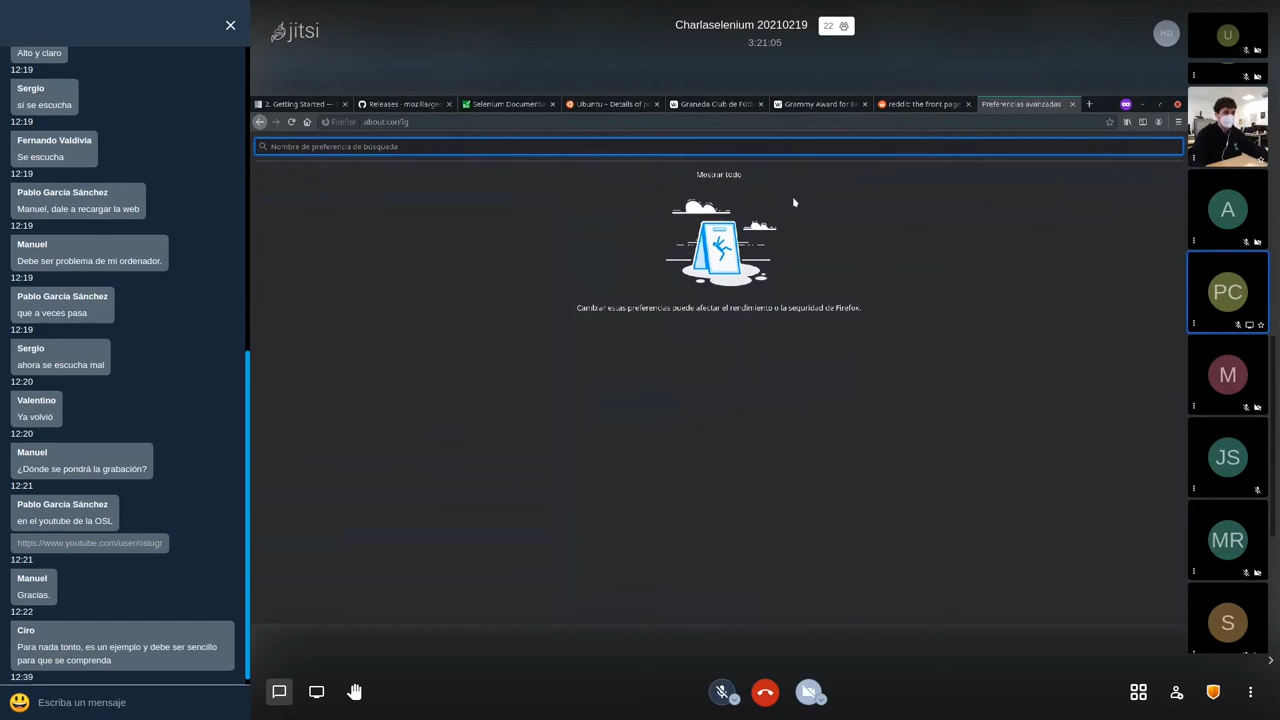 Alto y claro
12:19
Sergio
sí se escucha
12:19
Fernando Valdivia
Se escucha
12:19
Pablo García Sánchez
Manuel, dale a recargar la web
12:19
Manuel
Debe ser problema de mi ordenador.
12:19
Pablo García Sánchez
que a veces pasa
12:19
Sergio
ahora se escucha mal
12:20
Valentino
Ya volvió
12:20
Manuel
¿Dónde se pondrá la grabación?
12:21
Pablo García Sánchez
en el youtube de la OSL
https://www.youtube.com/user/oslugr
12:21
Manuel
Gracias.
12:22
Ciro
Para nada tonto, es un ejemplo y debe ser sencillo
para que se comprenda
12:39
Escriba un mensaje
jitsi
Charlaselenium 20210219
22
3:21:05
HD
2. Getting Started —
Releases · mozilla/gec
Selenium Documenta
Ubuntu – Details of p
Granada Club de Fútb
Grammy Award for Be
reddit: the front page
Preferencias avanzadas
Firefox
about:config
Nombre de preferencia de búsqueda
Mostrar todo
Cambiar estas preferencias puede afectar el rendimiento o la seguridad de Firefox.
U
A
PC
M
JS
MR
S